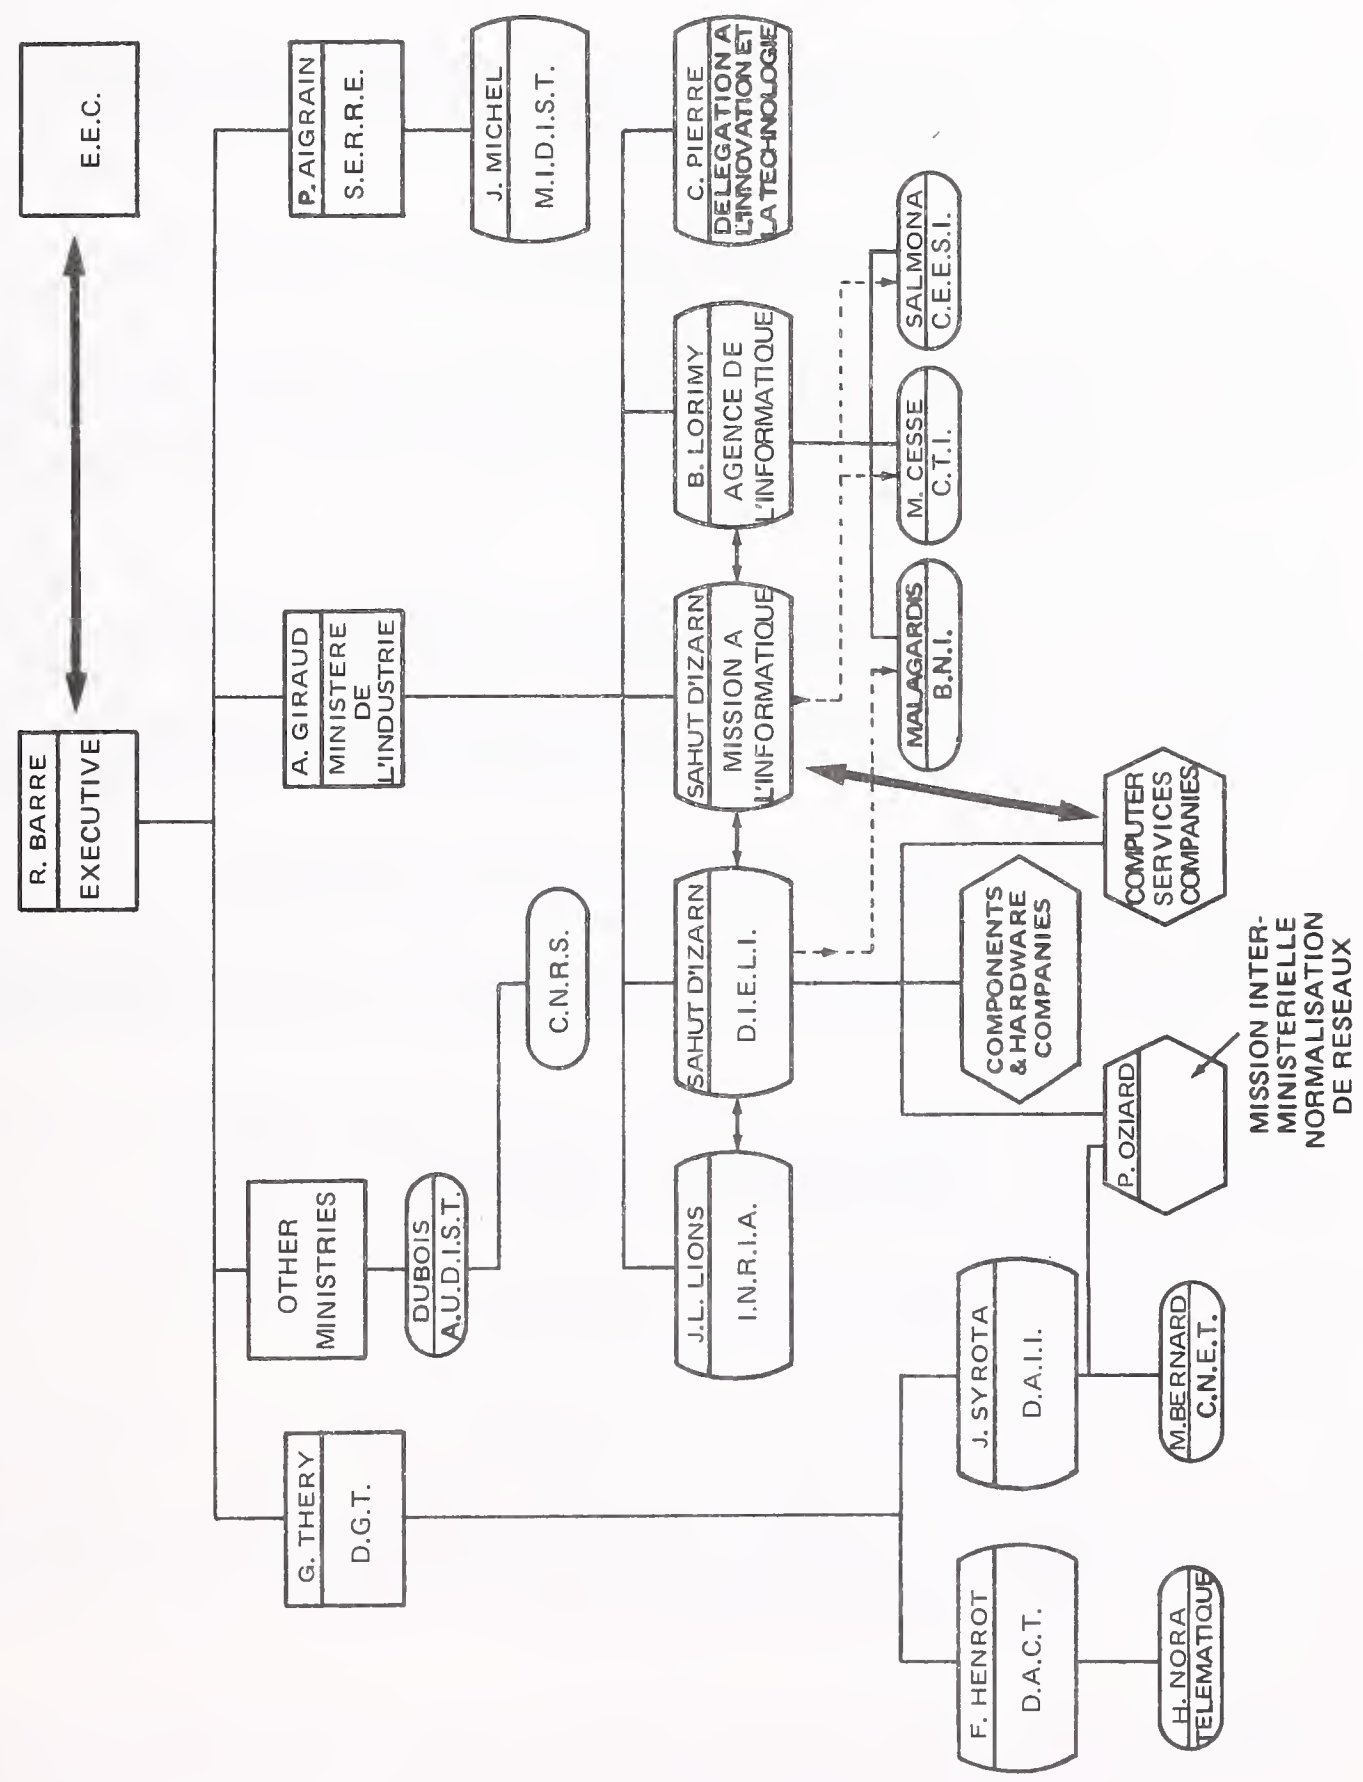 R. BARRE
EXECUTIVE
E.E.C.
G. THERY
D.G.T.
OTHER
MINISTRIES
A. GIRAUD
MINISTERE
DE
L'INDUSTRIE
P. AIGRAIN
S.E.R.R.E.
DUBOIS
A.U.D.I.S.T.
C.N.R.S.
J. MICHEL
M.I.D.I.S.T.
J.L. LIONS
I.N.R.I.A.
SAHUT D'IZARN
D.I.E.L.I.
SAHUT D'IZARN
MISSION A
L'INFORMATIQUE
B. LORIMY
AGENCE DE
L'INFORMATIQUE
C. PIERRE
DELEGATION A
L'INNOVATION ET
LA TECHNOLOGIE
MALAGARDIS
B.N.I.
M. CESSE
C.T.I.
SALMONA
C.E.E.S.I.
F. HENROT
D.A.C.T.
J. SYROTA
D.A.I.I.
COMPONENTS
& HARDWARE
COMPANIES
P. OZIARD
COMPUTER
SERVICES
COMPANIES
H. NORA
TELEMATIQUE
M.BERNARD
C.N.E.T.
MISSION INTER-
MINISTERIELLE
NORMALISATION
DE RESEAUX